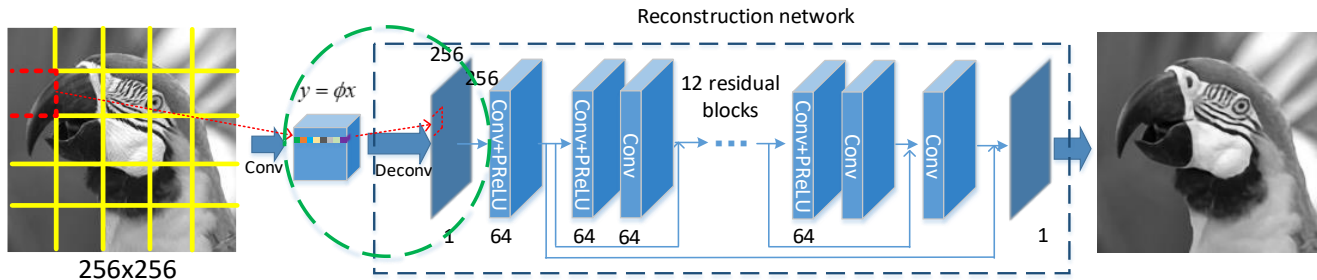 Reconstruction network
256x256
Conv
y = ϕx
Deconv
256
256
1
Conv+PReLU
64
Conv+PReLU
64
Conv
64
12 residual
blocks
Conv+PReLU
64
Conv
Conv
1